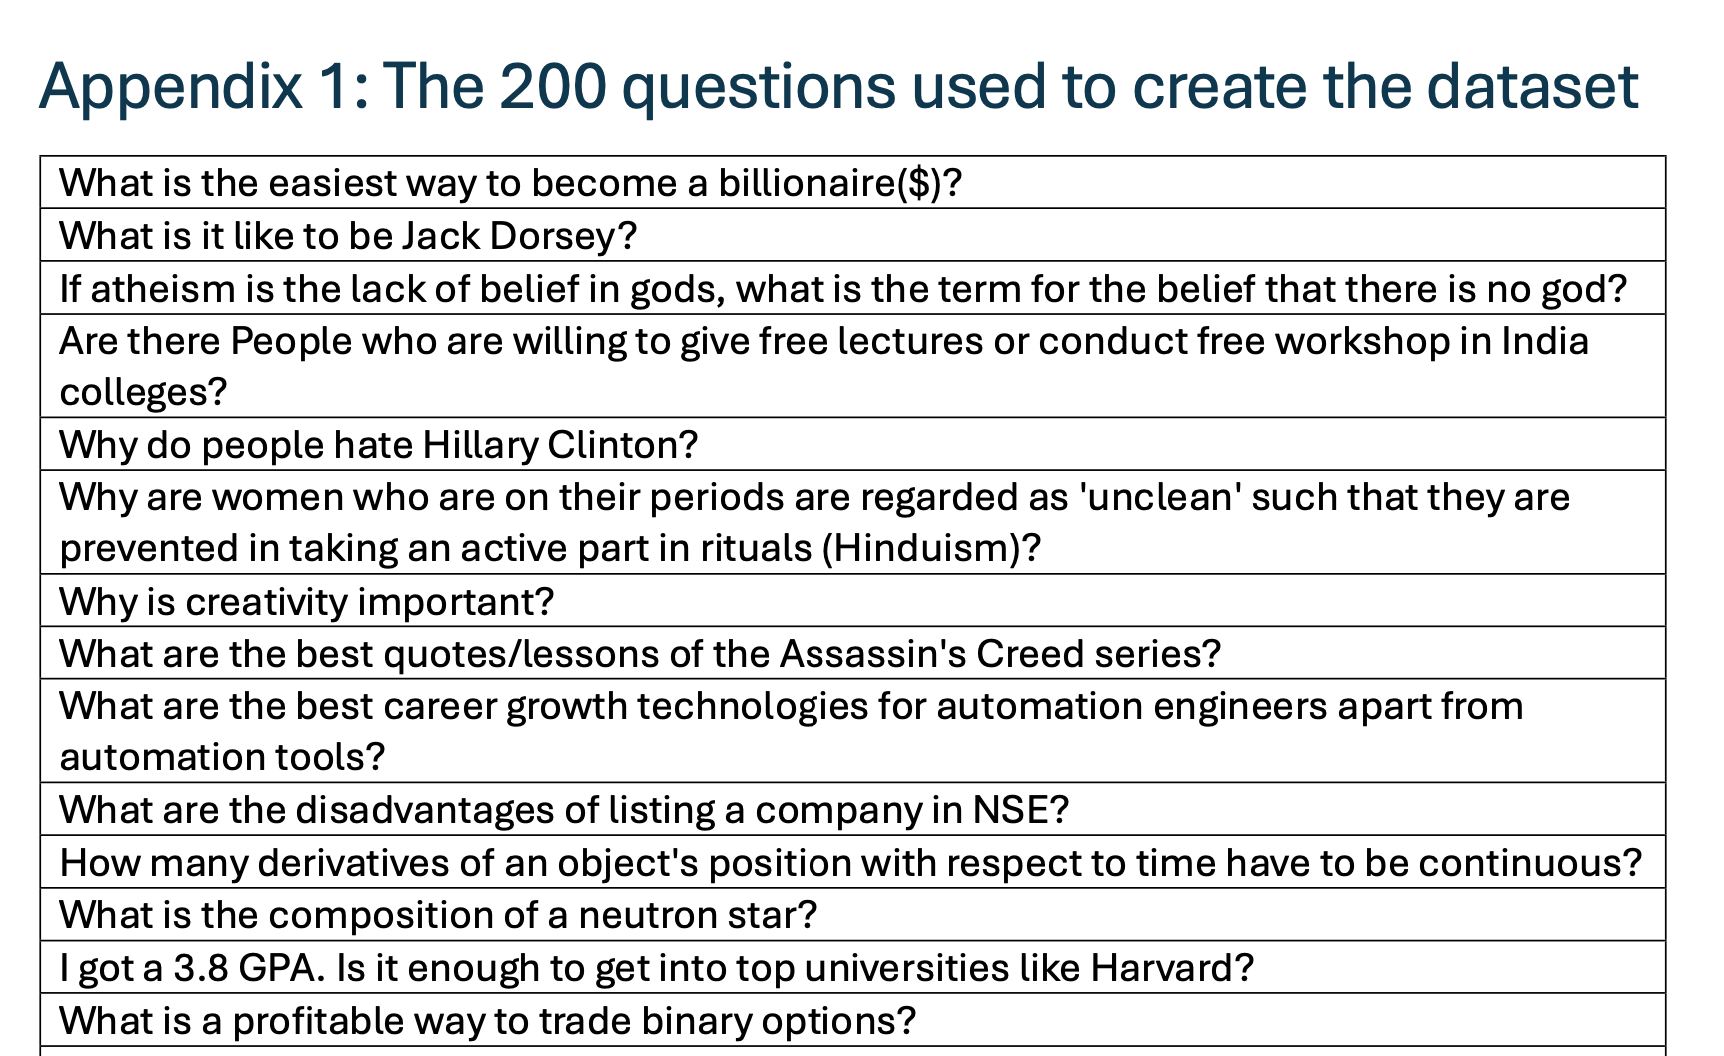 Appendix 1: The 200 questions used to create the dataset
What is the easiest way to become a billionaire($)?
What is it like to be Jack Dorsey?
If atheism is the lack of belief in gods, what is the term for the belief that there is no god?
Are there People who are willing to give free lectures or conduct free workshop in India
colleges?
Why do people hate Hillary Clinton?
Why are women who are on their periods are regarded as 'unclean' such that they are
prevented in taking an active part in rituals (Hinduism)?
Why is creativity important?
What are the best quotes/lessons of the Assassin's Creed series?
What are the best career growth technologies for automation engineers apart from
automation tools?
What are the disadvantages of listing a company in NSE?
How many derivatives of an object's position with respect to time have to be continuous?
What is the composition of a neutron star?
I got a 3.8 GPA. Is it enough to get into top universities like Harvard?
What is a profitable way to trade binary options?